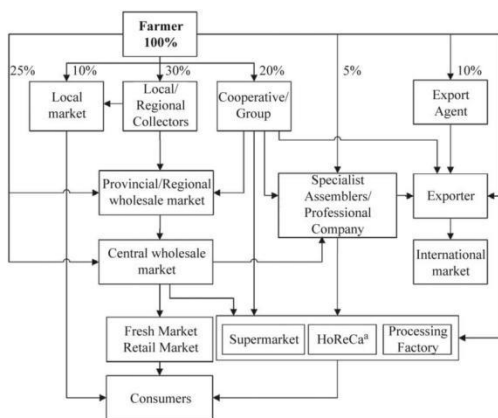 Farmer
100%
25%
10%
30%
20%
5%
10%
Local
market
Local/
Regional
Collectors
Cooperative/
Group
Export
Agent
Provincial/Regional
wholesale market
Specialist
Assemblers/
Professional
Company
Exporter
Central wholesale
market
International
market
Fresh Market
Retail Market
Supermarket
HoReCaᵃ
Processing
Factory
Consumers